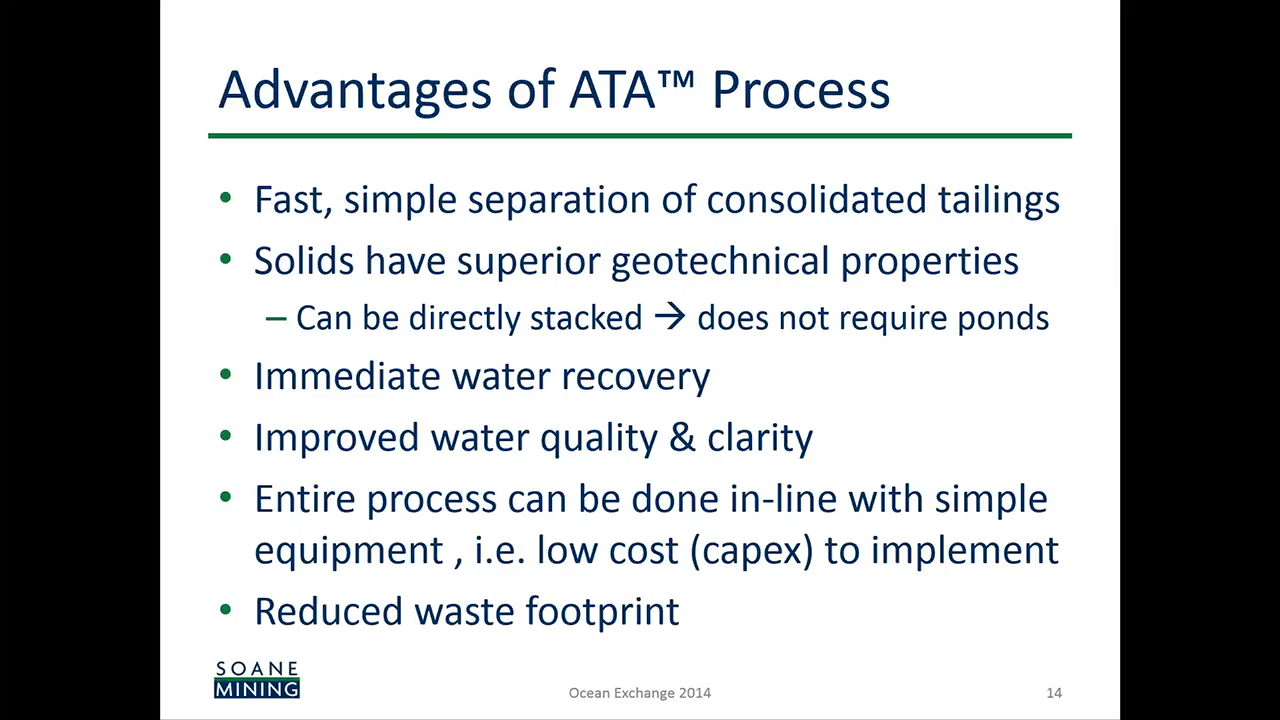 Advantages of ATA™ Process
• Fast, simple separation of consolidated tailings
• Solids have superior geotechnical properties
– Can be directly stacked → does not require ponds
• Immediate water recovery
• Improved water quality & clarity
• Entire process can be done in-line with simple
equipment , i.e. low cost (capex) to implement
• Reduced waste footprint
SOANE
MINING
Ocean Exchange 2014
14